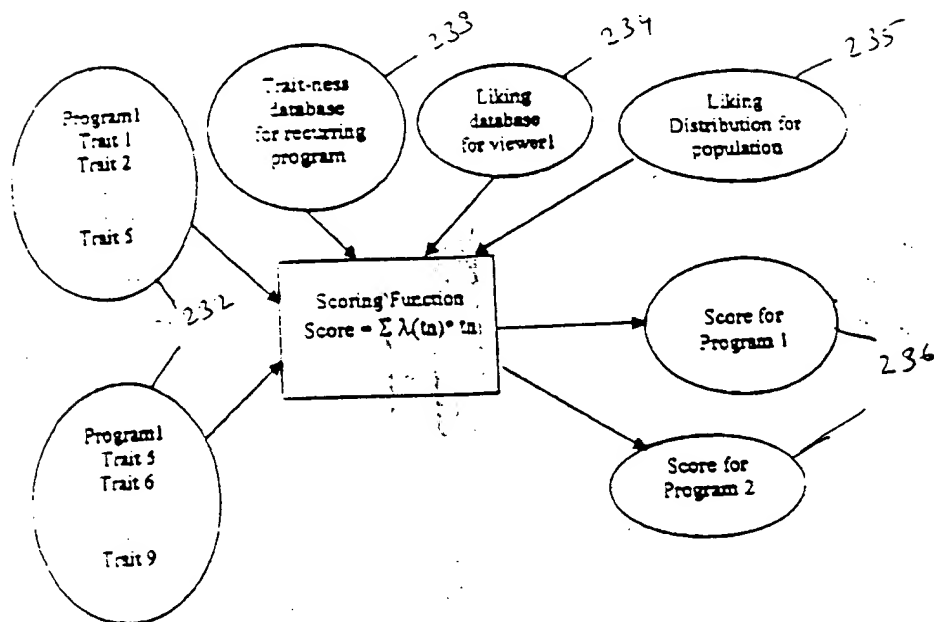 233
234
235
Trait-ness
database
for recurring
program
Liking
database
for viewer1
Liking
Distribution for
population
Program1
Trait 1
Trait 2
Trait 5
232
Scoring Function
Score = Σ λ(tn)* tn
Score for
Program 1
236
Program1
Trait 5
Trait 6
Trait 9
Score for
Program 2